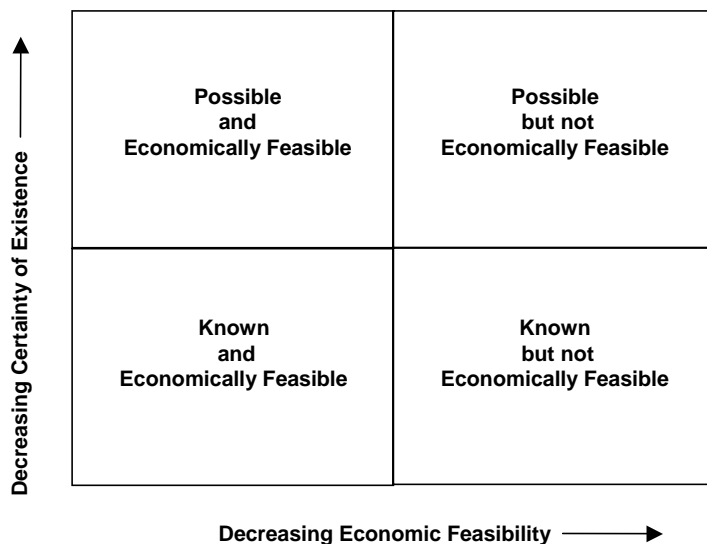 Decreasing Certainty of Existence
Possible
and
Economically Feasible
Possible
but not
Economically Feasible
Known
and
Economically Feasible
Known
but not
Economically Feasible
Decreasing Economic Feasibility